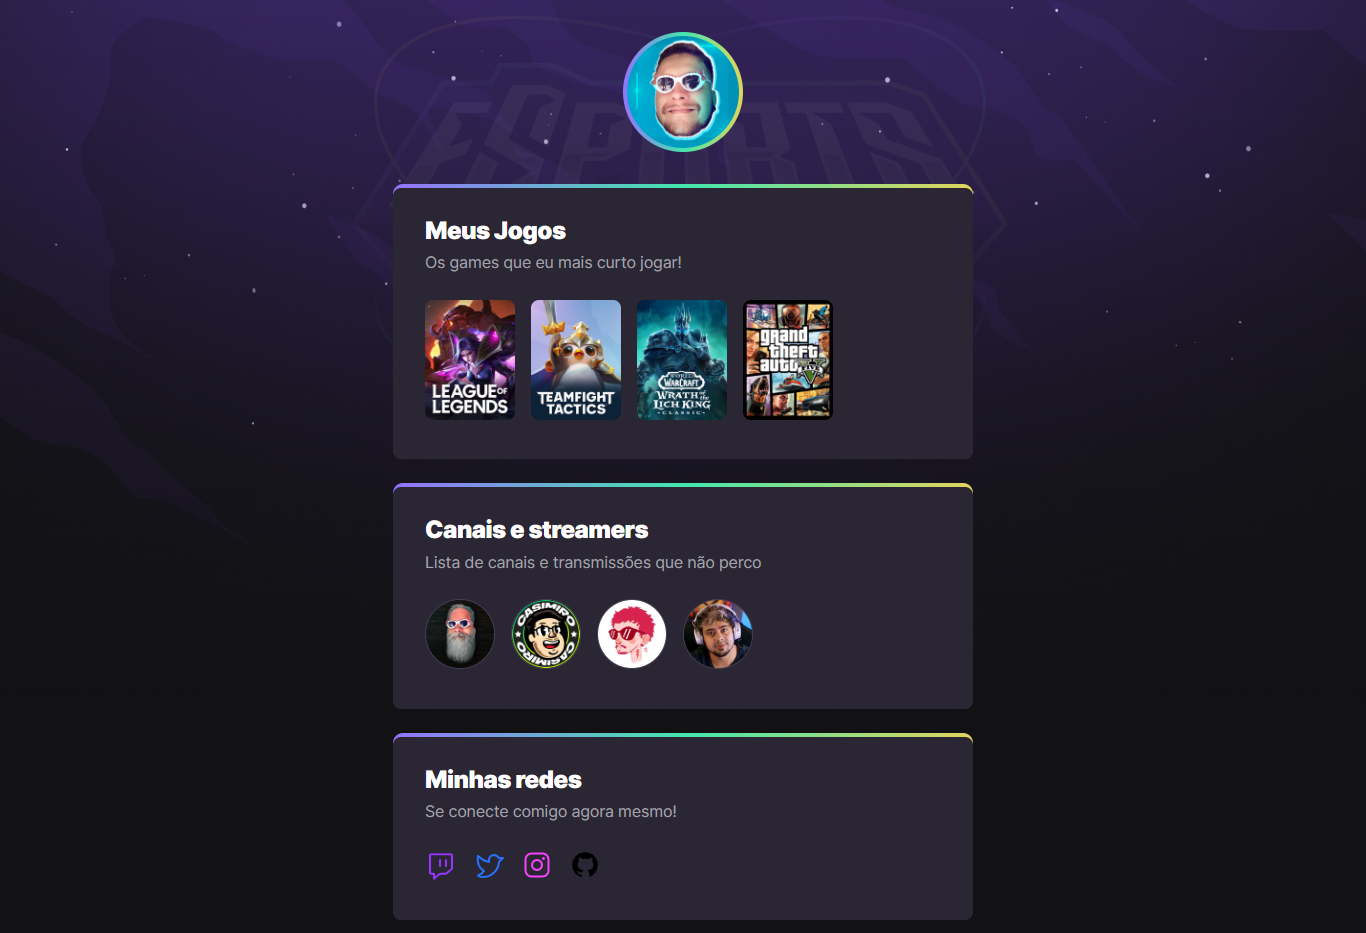 ESPORTS
Meus Jogos
Os games que eu mais curto jogar!
LEAGUE OF
LEGENDS
TEAMFIGHT
TACTICS
WORLD
WARCRAFT
WRATH of the
LICH KING
CLASSIC
grand
theft
auto V
FIVE
Canais e streamers
Lista de canais e transmissões que não perco
CASIMIRO
CASIMIRO
Minhas redes
Se conecte comigo agora mesmo!